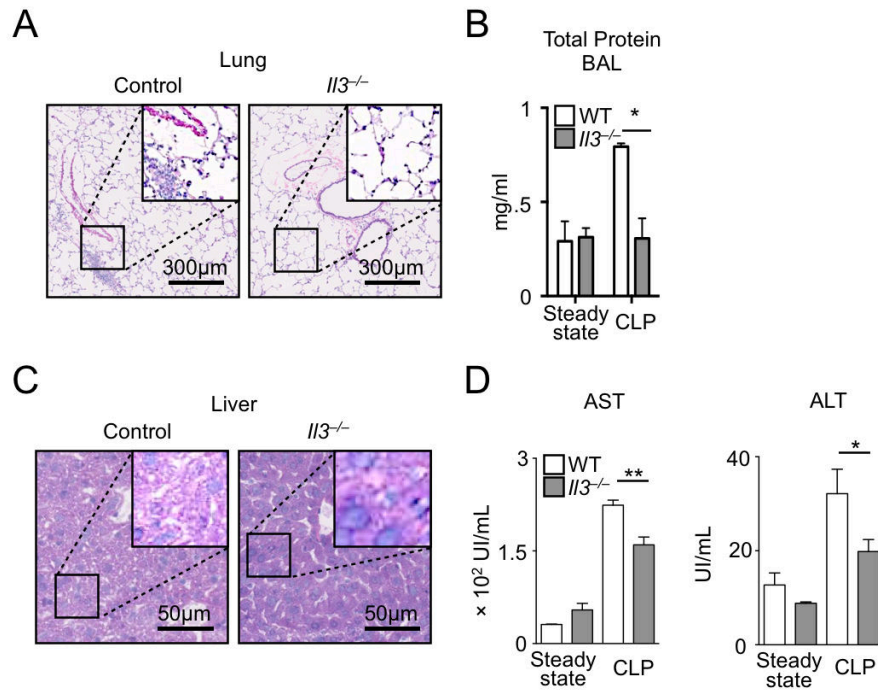 A
Lung
Control
Il3–/–
300µm
300µm
B
Total Protein
BAL
WT
Il3–/–
*
1
.5
0
mg/ml
Steady
state
CLP
C
Liver
Control
Il3–/–
50µm
50µm
D
AST
WT
Il3–/–
**
3
1.5
0
× 10² UI/mL
Steady
state
CLP
ALT
*
40
20
0
UI/mL
Steady
state
CLP